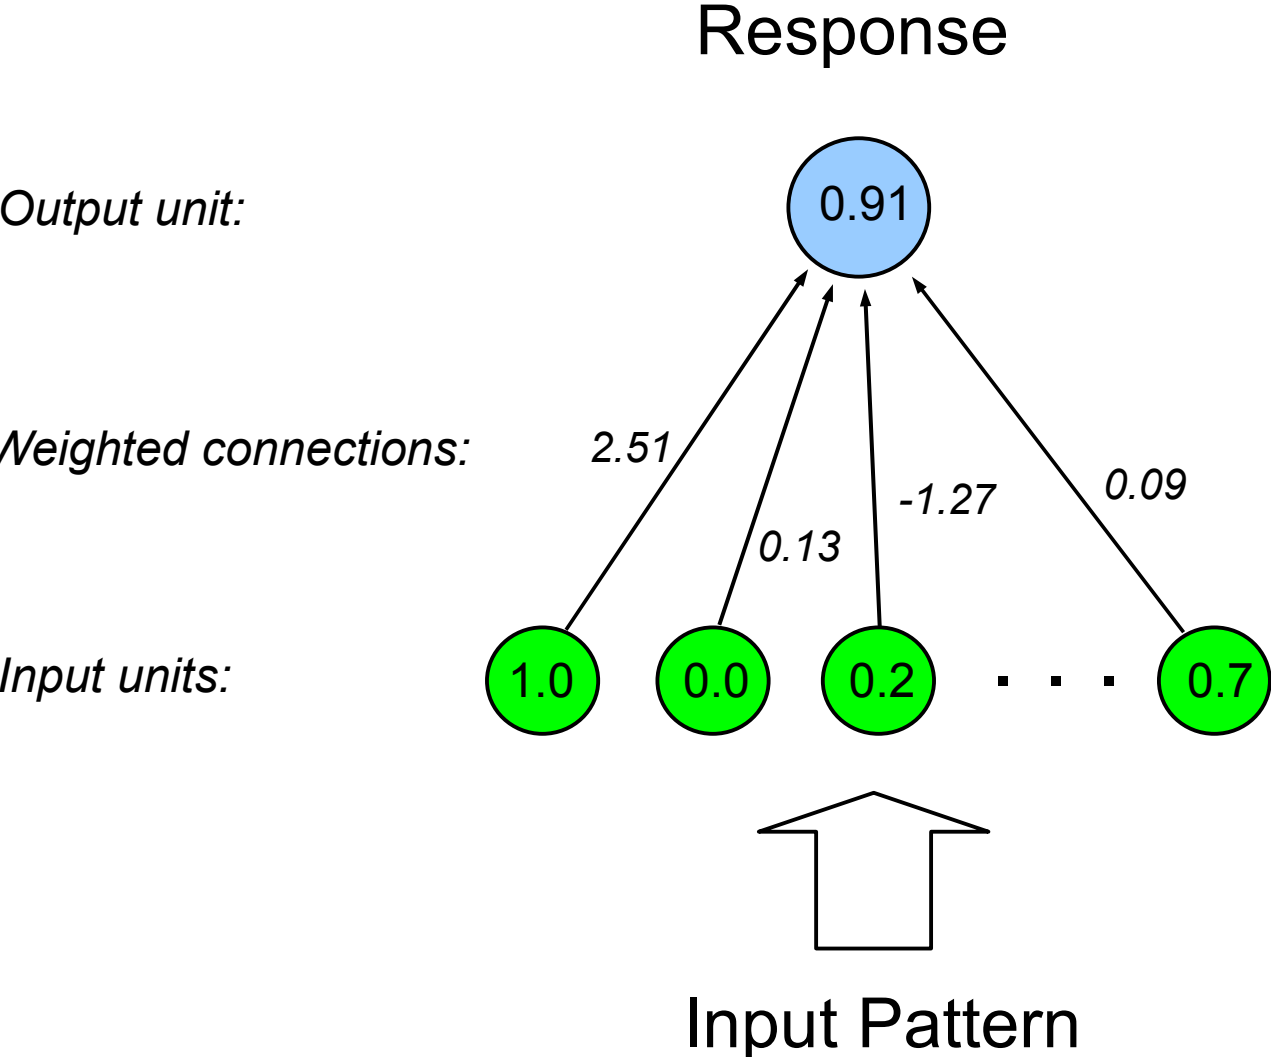 Response
Output unit:
0.91
Weighted connections:
2.51
0.09
-1.27
0.13
Input units:
1.0
0.0
0.2
. . .
0.7
Input Pattern